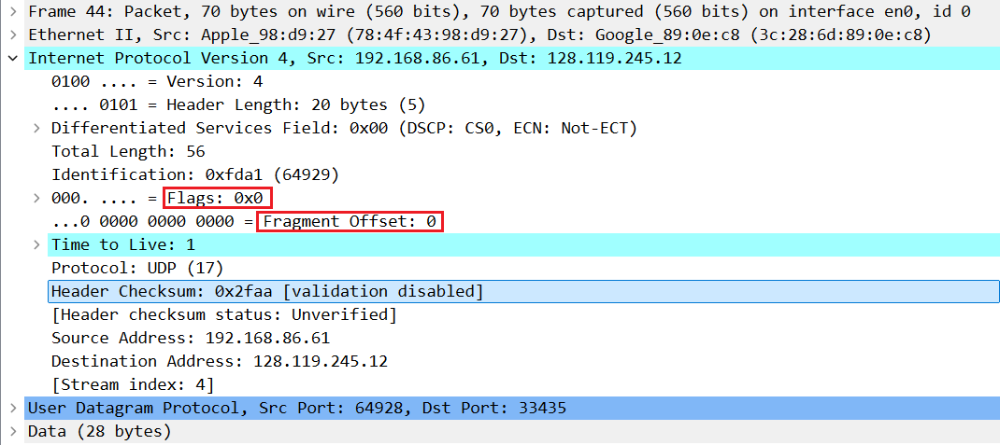 Frame 44: Packet, 70 bytes on wire (560 bits), 70 bytes captured (560 bits) on interface en0, id 0
Ethernet II, Src: Apple_98:d9:27 (78:4f:43:98:d9:27), Dst: Google_89:0e:c8 (3c:28:6d:89:0e:c8)
Internet Protocol Version 4, Src: 192.168.86.61, Dst: 128.119.245.12
0100 .... = Version: 4
.... 0101 = Header Length: 20 bytes (5)
Differentiated Services Field: 0x00 (DSCP: CS0, ECN: Not-ECT)
Total Length: 56
Identification: 0xfda1 (64929)
000. .... = Flags: 0x0
...0 0000 0000 0000 = Fragment Offset: 0
Time to Live: 1
Protocol: UDP (17)
Header Checksum: 0x2faa [validation disabled]
[Header checksum status: Unverified]
Source Address: 192.168.86.61
Destination Address: 128.119.245.12
[Stream index: 4]
User Datagram Protocol, Src Port: 64928, Dst Port: 33435
Data (28 bytes)